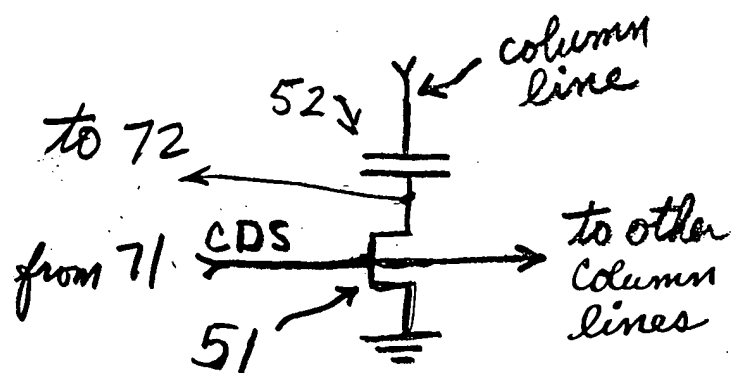 column
line
52
to 72
CDS
from 71
to other
column
lines
51